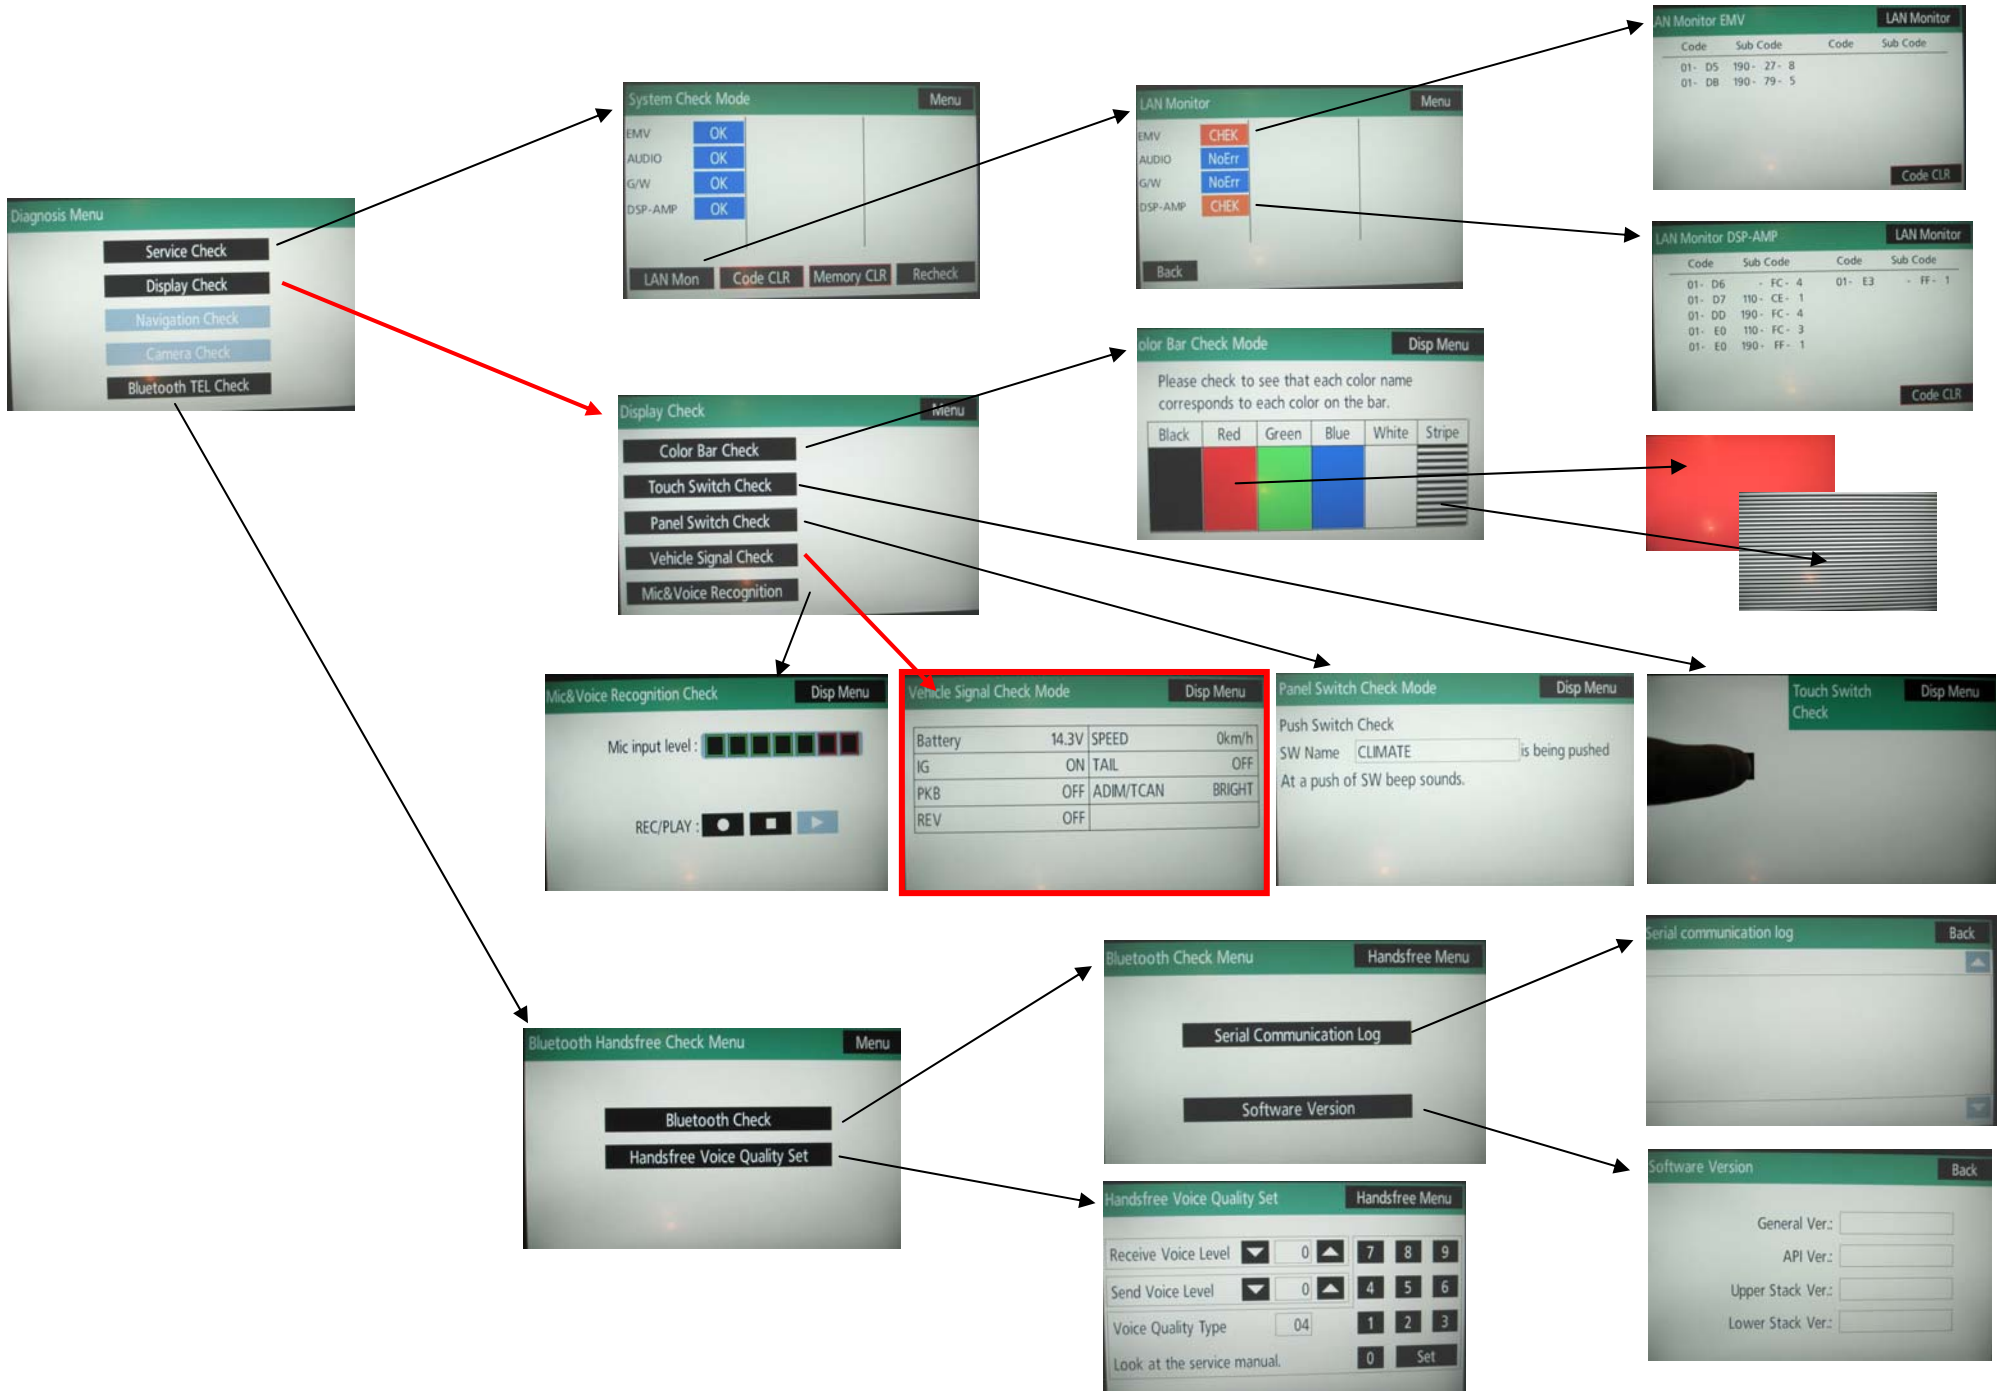 Diagnosis Menu
Service Check
Display Check
Navigation Check
Camera Check
Bluetooth TEL Check
System Check Mode Menu
EMV OK
AUDIO OK
G/W OK
DSP-AMP OK
LAN Mon Code CLR Memory CLR Recheck
LAN Monitor Menu
EMV CHEK
AUDIO NoErr
G/W NoErr
DSP-AMP CHEK
Back
AN Monitor EMV LAN Monitor
Code Sub Code Code Sub Code
01- D5 190- 27- 8
01- DB 190- 79- 5
Code CLR
LAN Monitor DSP-AMP LAN Monitor
Code Sub Code Code Sub Code
01- D6 - FC- 4 01- E3 - FF- 1
01- D7 110- CE- 1
01- DD 190- FC- 4
01- E0 110- FC- 3
01- E0 190- FF- 1
Code CLR
Display Check Menu
Color Bar Check
Touch Switch Check
Panel Switch Check
Vehicle Signal Check
Mic&Voice Recognition
olor Bar Check Mode Disp Menu
Please check to see that each color name
corresponds to each color on the bar.
Black Red Green Blue White Stripe
Mic&Voice Recognition Check Disp Menu
Mic input level :
REC/PLAY :
Vehicle Signal Check Mode Disp Menu
Battery 14.3V SPEED 0km/h
IG ON TAIL OFF
PKB OFF ADIM/TCAN BRIGHT
REV OFF
Panel Switch Check Mode Disp Menu
Push Switch Check
SW Name CLIMATE is being pushed
At a push of SW beep sounds.
Touch Switch Disp Menu
Check
Bluetooth Handsfree Check Menu Menu
Bluetooth Check
Handsfree Voice Quality Set
Bluetooth Check Menu Handsfree Menu
Serial Communication Log
Software Version
Handsfree Voice Quality Set Handsfree Menu
Receive Voice Level 0 7 8 9
Send Voice Level 0 4 5 6
Voice Quality Type 04 1 2 3
Look at the service manual. 0 Set
Serial communication log Back
Software Version Back
General Ver.:
API Ver.:
Upper Stack Ver.:
Lower Stack Ver.: